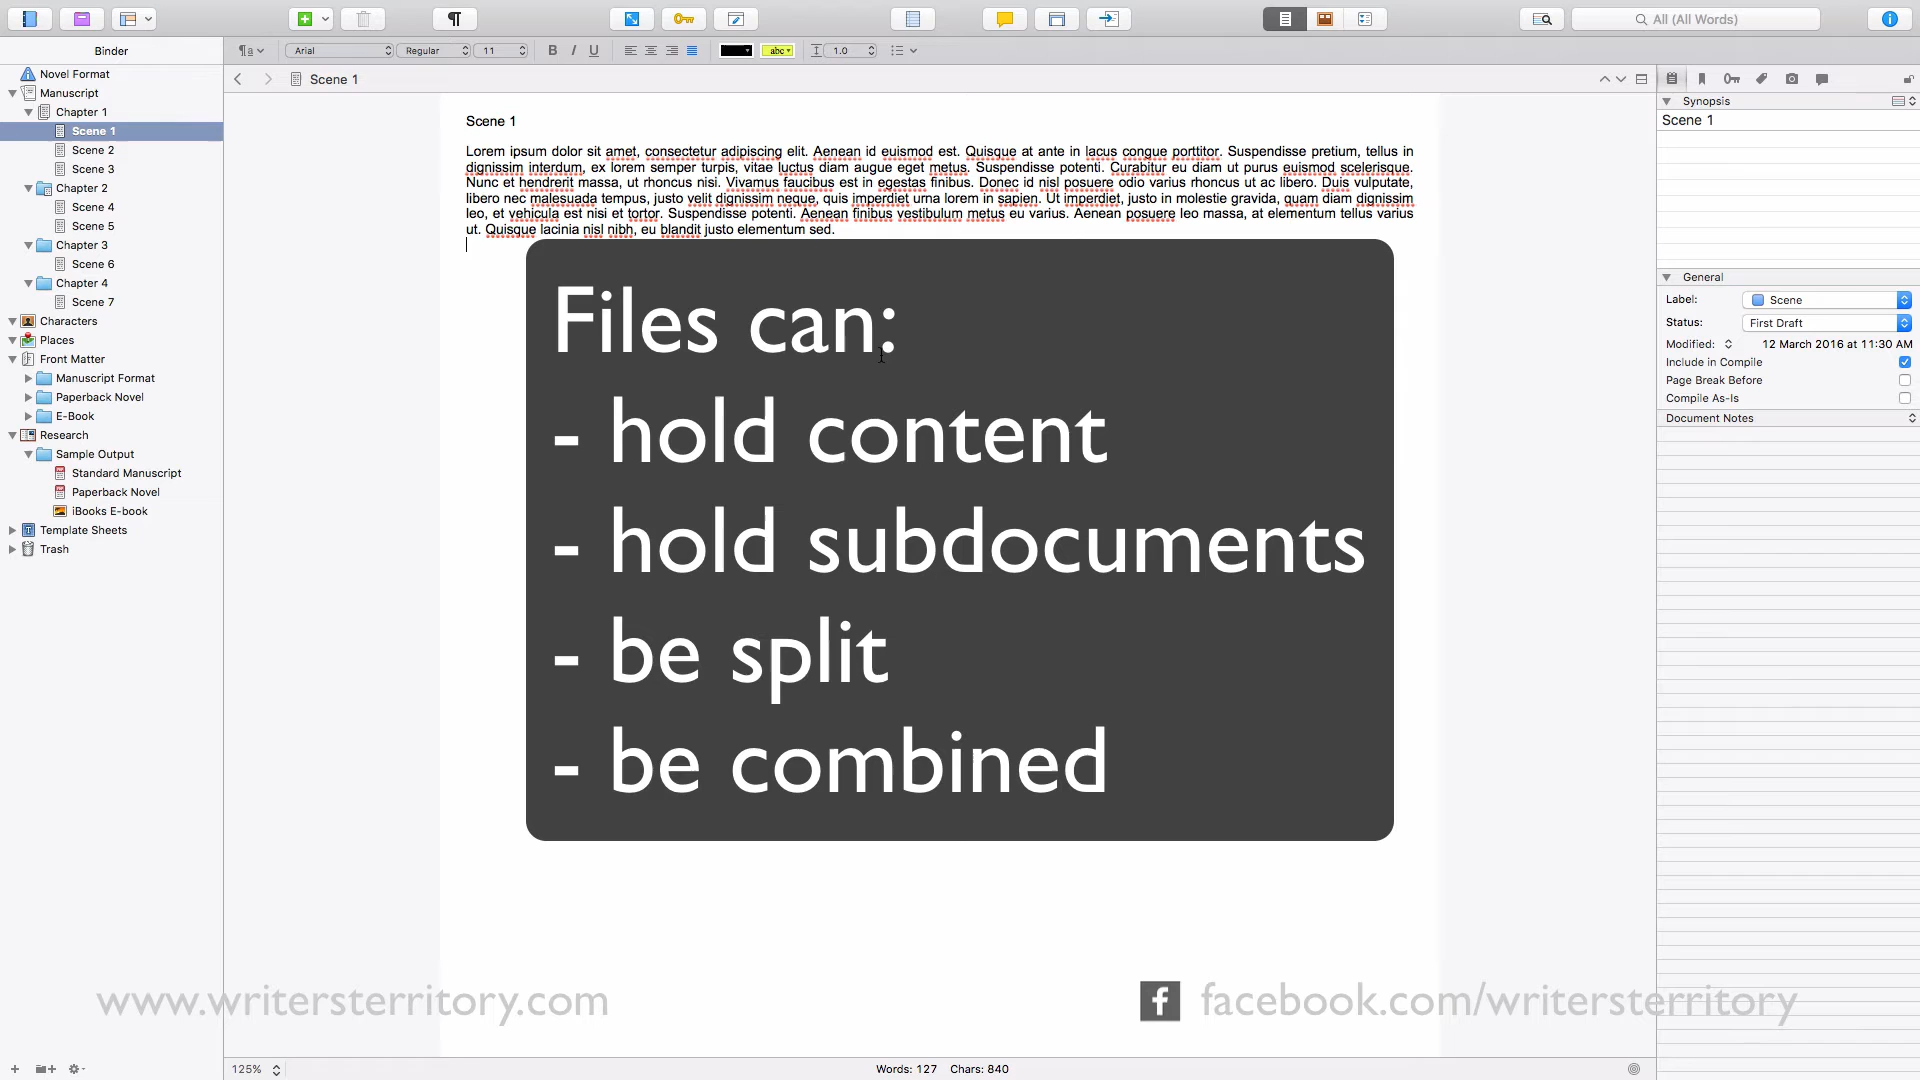 All (All Words)
Binder
Arial
Regular
11
B I U
abc
1.0
Novel Format
Manuscript
Chapter 1
Scene 1
Scene 2
Scene 3
Chapter 2
Scene 4
Scene 5
Chapter 3
Scene 6
Chapter 4
Scene 7
Characters
Places
Front Matter
Manuscript Format
Paperback Novel
E-Book
Research
Sample Output
Standard Manuscript
Paperback Novel
iBooks E-book
Template Sheets
Trash
Scene 1
Scene 1
Lorem ipsum dolor sit amet, consectetur adipiscing elit. Aenean id euismod est. Quisque at ante in lacus congue porttitor. Suspendisse pretium, tellus in
dignissim interdum, ex lorem semper turpis, vitae luctus diam augue eget metus. Suspendisse potenti. Curabitur eu diam ut purus euismod scelerisque.
Nunc et hendrerit massa, ut rhoncus nisi. Vivamus faucibus est in egestas finibus. Donec id nisl posuere odio varius rhoncus ut ac libero. Duis vulputate,
libero nec malesuada tempus, justo velit dignissim neque, quis imperdiet urna lorem in sapien. Ut imperdiet, justo in molestie gravida, quam diam dignissim
leo, et vehicula est nisi et tortor. Suspendisse potenti. Aenean finibus vestibulum metus eu varius. Aenean posuere leo massa, at elementum tellus varius
ut. Quisque lacinia nisl nibh, eu blandit justo elementum sed.
Files can:
- hold content
- hold subdocuments
- be split
- be combined
Synopsis
Scene 1
General
Label: Scene
Status: First Draft
Modified: 12 March 2016 at 11:30 AM
Include in Compile
Page Break Before
Compile As-Is
Document Notes
www.writersterritory.com
facebook.com/writersterritory
125%
Words: 127 Chars: 840